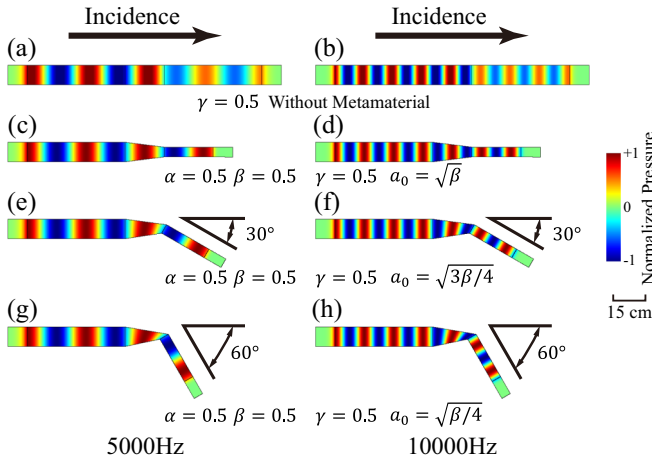 Incidence Incidence
(a) (b)
γ = 0.5 Without Metamaterial
(c) (d)
α = 0.5 β = 0.5 γ = 0.5 a₀ = √β
(e) (f)
30° 30°
α = 0.5 β = 0.5 γ = 0.5 a₀ = √3β/4
(g) (h)
60° 60°
α = 0.5 β = 0.5 γ = 0.5 a₀ = √β/4
5000Hz 10000Hz
+1
0
-1
Normalized Pressure
15 cm